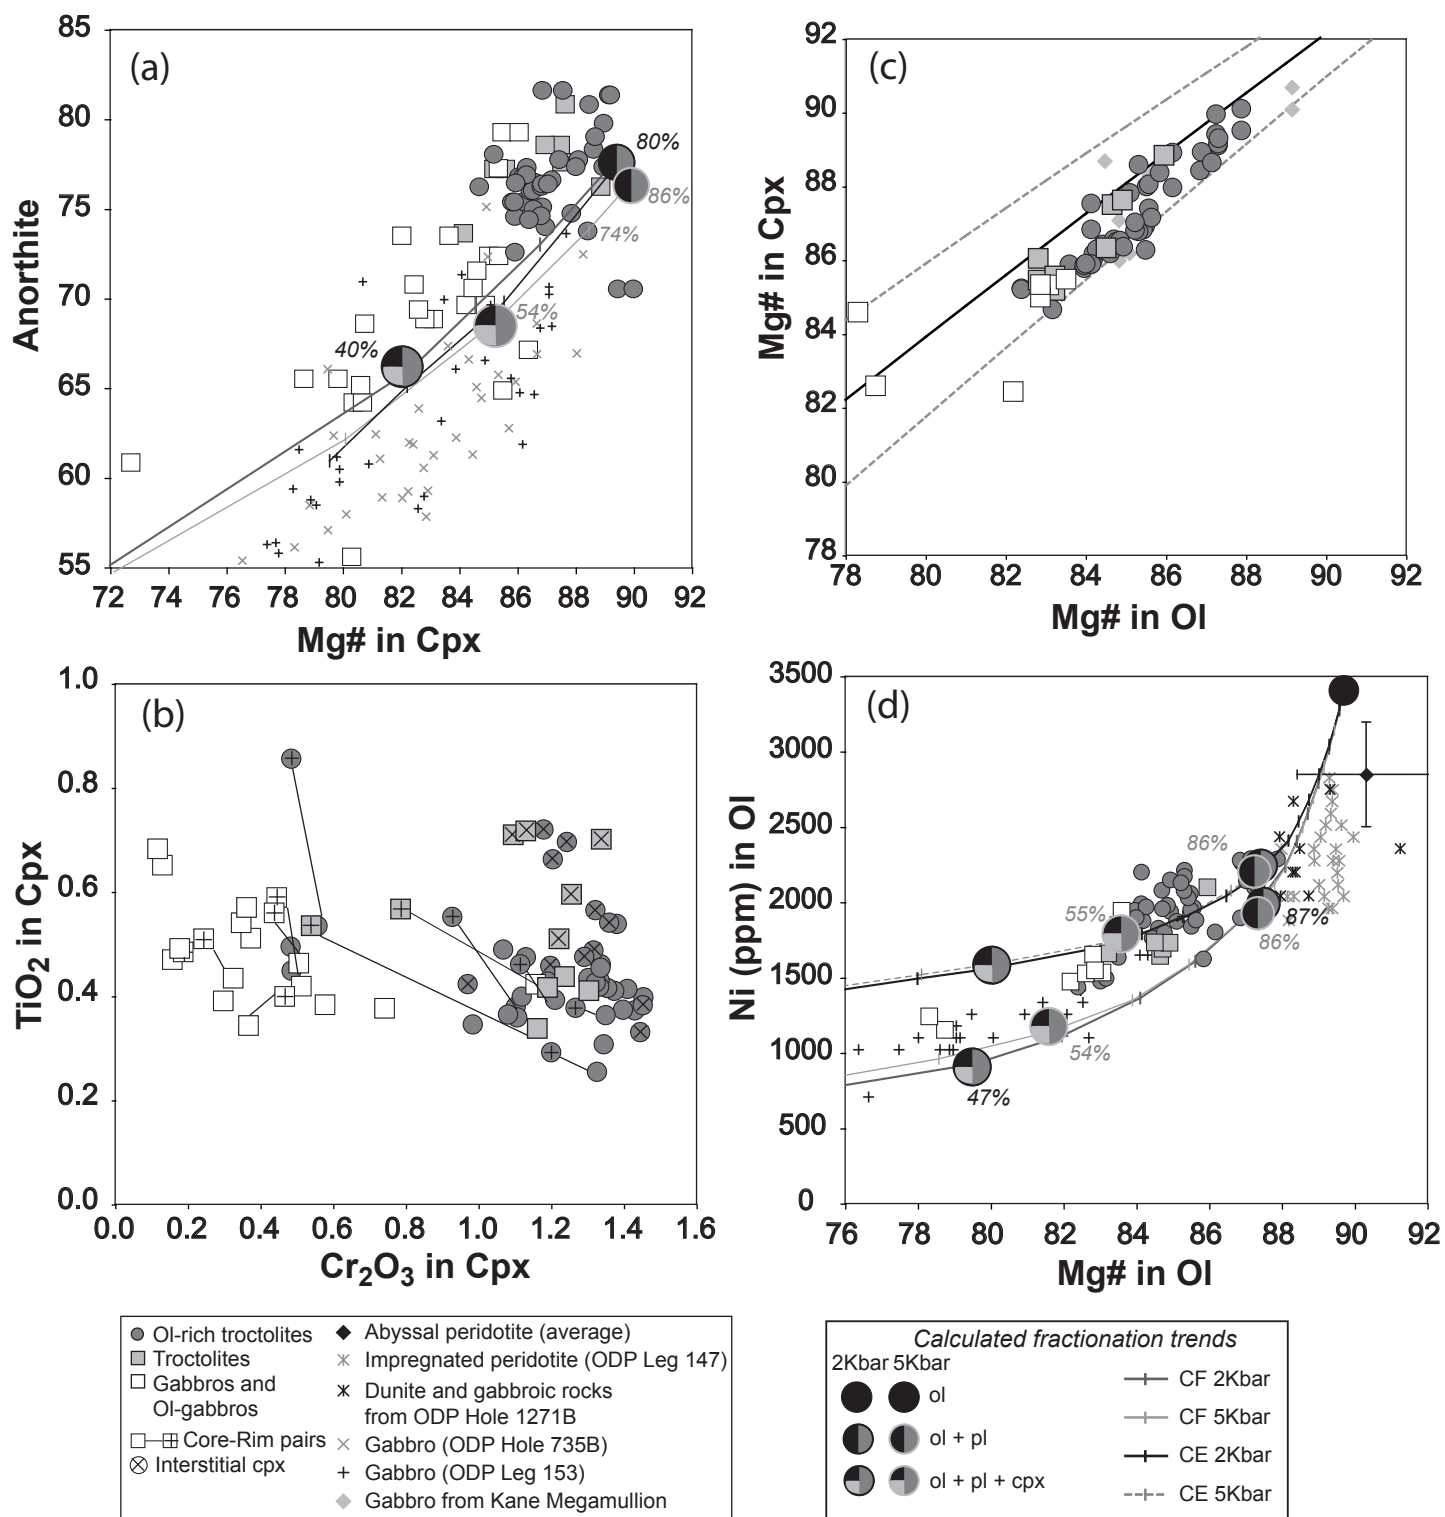 (a)
Anorthite
85
80
75
70
65
60
55
72 74 76 78 80 82 84 86 88 90 92
Mg# in Cpx
80%
86%
74%
54%
40%
(c)
Mg# in Cpx
92
90
88
86
84
82
80
78
78 80 82 84 86 88 90 92
Mg# in Ol
(b)
TiO2 in Cpx
1.0
0.8
0.6
0.4
0.2
0.0
0.0 0.2 0.4 0.6 0.8 1.0 1.2 1.4 1.6
Cr2O3 in Cpx
(d)
Ni (ppm) in Ol
3500
3000
2500
2000
1500
1000
500
0
76 78 80 82 84 86 88 90 92
Mg# in Ol
86%
55%
87%
86%
54%
47%
Ol-rich troctolites
Troctolites
Gabbros and
Ol-gabbros
Core-Rim pairs
Interstitial cpx
Abyssal peridotite (average)
Impregnated peridotite (ODP Leg 147)
Dunite and gabbroic rocks
from ODP Hole 1271B
Gabbro (ODP Hole 735B)
Gabbro (ODP Leg 153)
Gabbro from Kane Megamullion
Calculated fractionation trends
2Kbar 5Kbar
ol
ol + pl
ol + pl + cpx
CF 2Kbar
CF 5Kbar
CE 2Kbar
CE 5Kbar